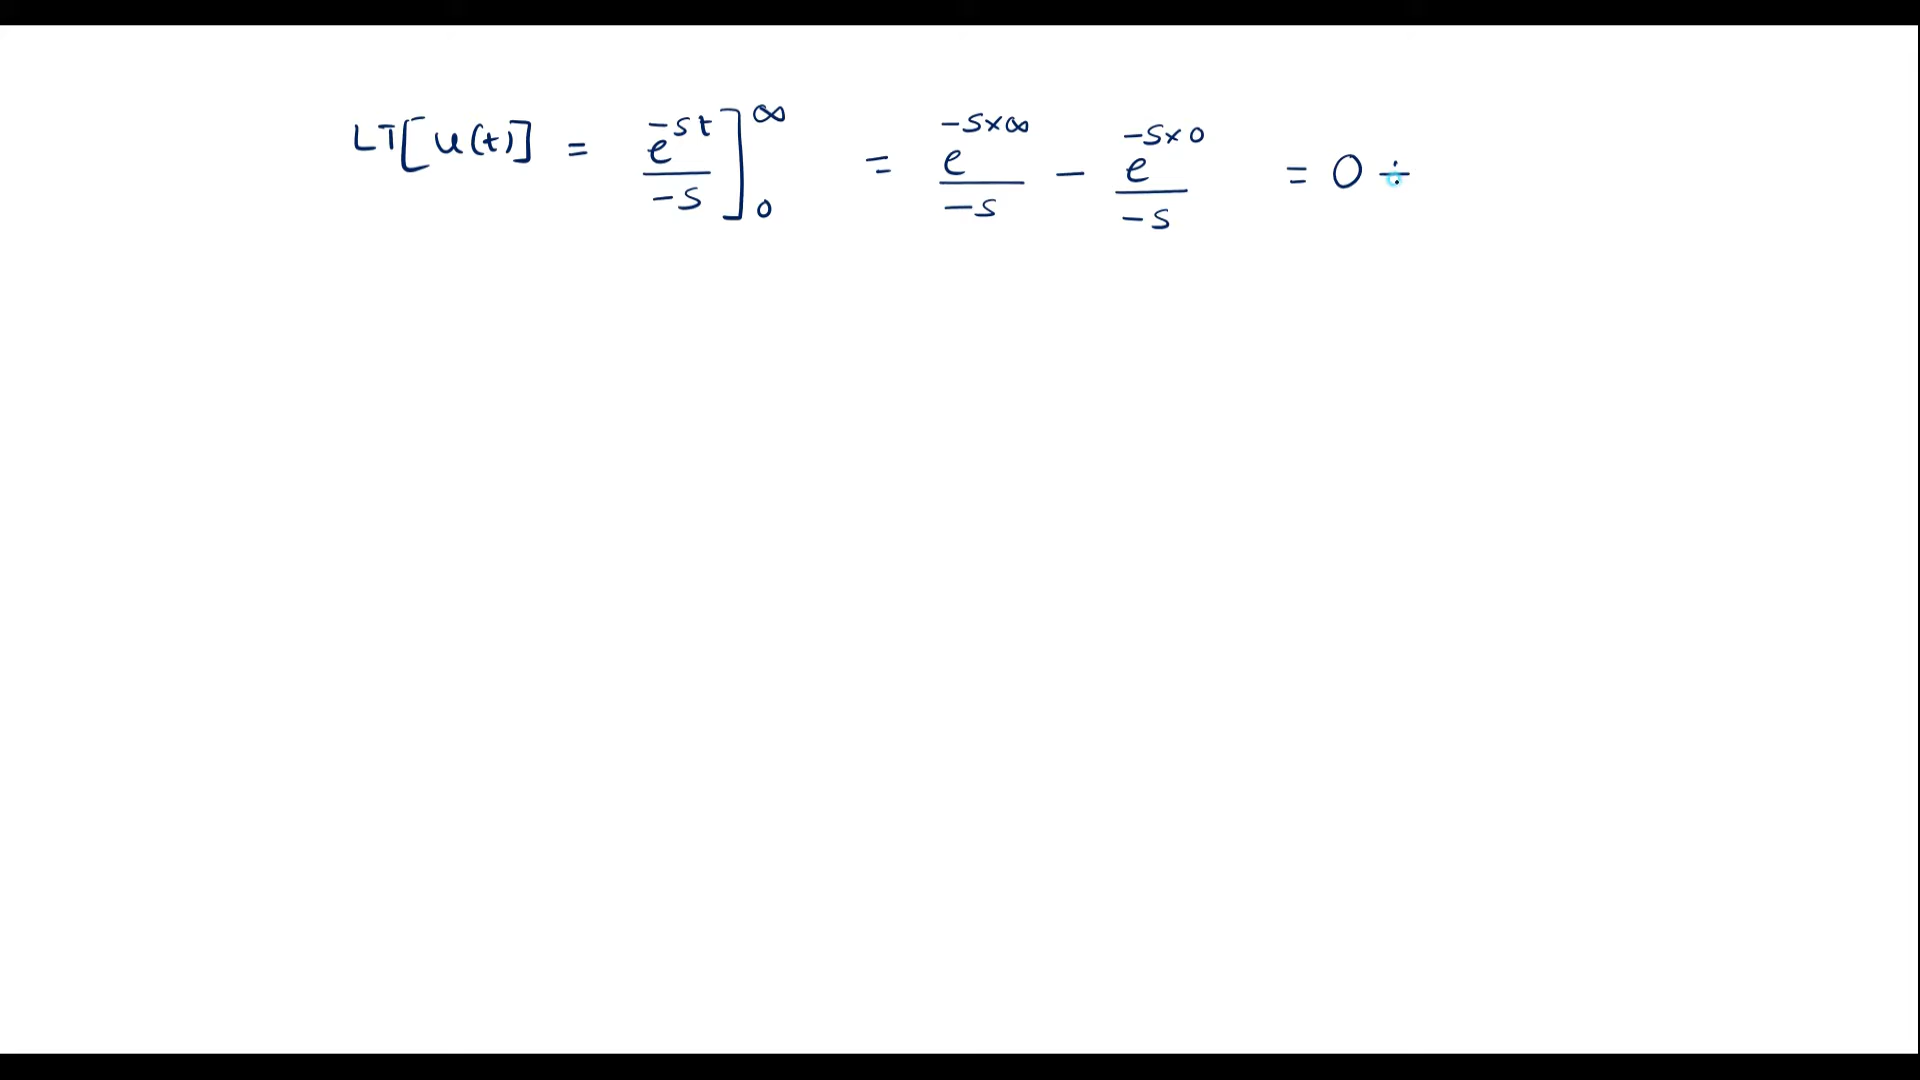 LT[u(t)] = e^{-st}/-s ]_0^∞ = e^{-s×∞}/-s - e^{-s×0}/-s = 0 ÷